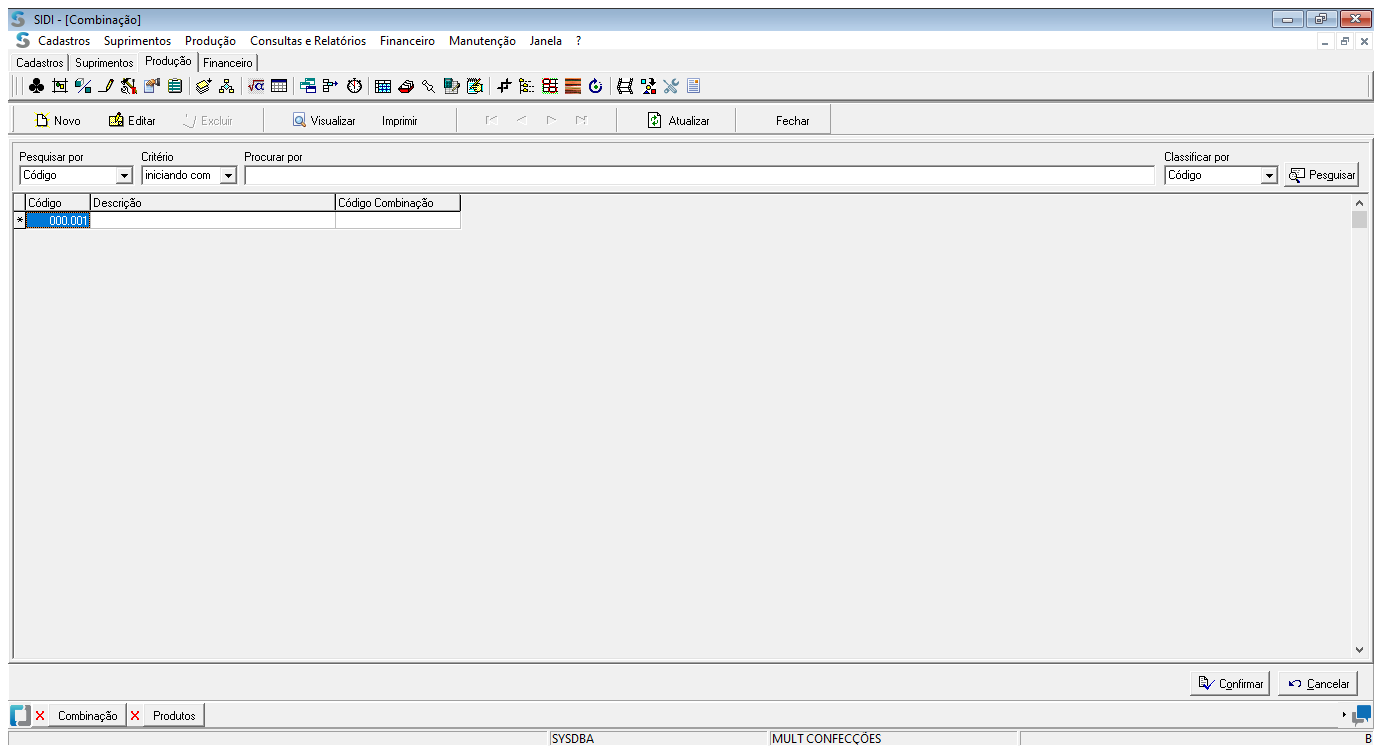 SIDI - [Combinação]
Cadastros Suprimentos Produção Consultas e Relatórios Financeiro Manutenção Janela ?
Cadastros Suprimentos Produção Financeiro
Novo Editar Excluir Visualizar Imprimir Atualizar Fechar
Pesquisar por Critério Procurar por Classificar por
Código iniciando com Código Pesquisar
Código Descrição Código Combinação
* 000.001
Confirmar Cancelar
Combinação Produtos
SYSDBA MULT CONFECÇÕES B